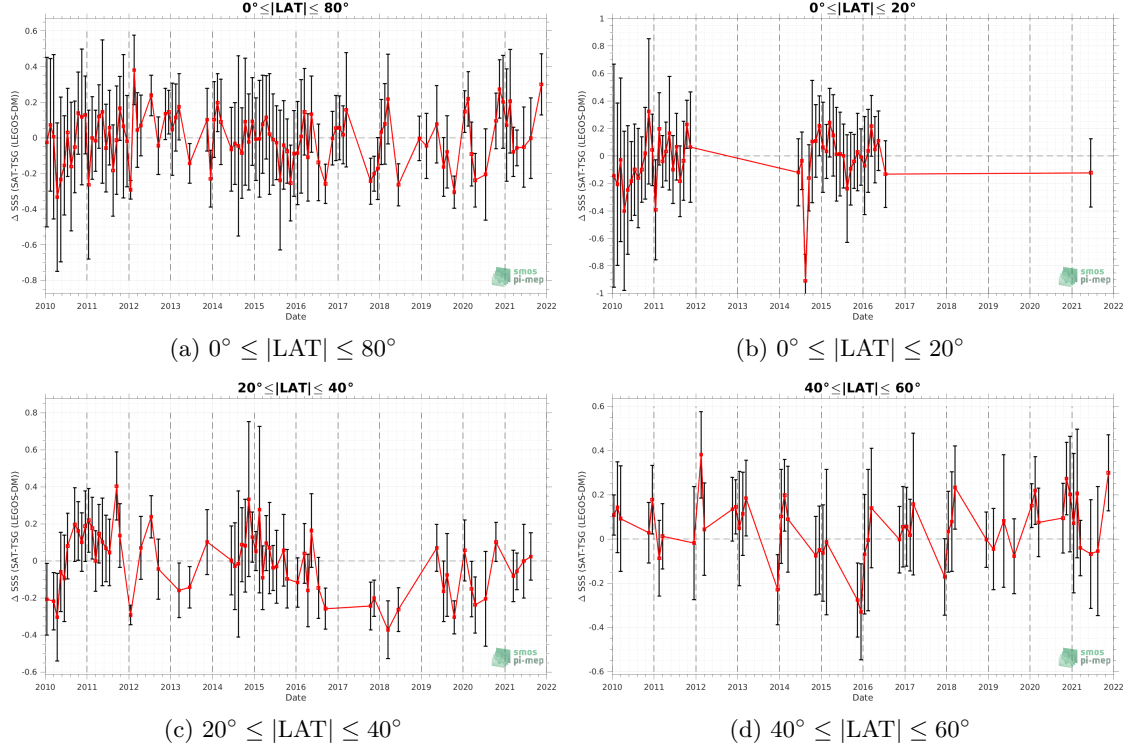 0°≤|LAT|≤ 80°
Δ SSS (SAT-TSG (LEGOS-DM))
0.8
0.6
0.4
0.2
0
-0.2
-0.4
-0.6
-0.8
2010 2011 2012 2013 2014 2015 2016 2017 2018 2019 2020 2021 2022
Date
smos
pi-mep
(a) 0° ≤ |LAT| ≤ 80°
0°≤|LAT|≤ 20°
Δ SSS (SAT-TSG (LEGOS-DM))
1
0.8
0.6
0.4
0.2
0
-0.2
-0.4
-0.6
-0.8
-1
2010 2011 2012 2013 2014 2015 2016 2017 2018 2019 2020 2021 2022
Date
smos
pi-mep
(b) 0° ≤ |LAT| ≤ 20°
20°≤|LAT|≤ 40°
Δ SSS (SAT-TSG (LEGOS-DM))
0.8
0.6
0.4
0.2
0
-0.2
-0.4
-0.6
2010 2011 2012 2013 2014 2015 2016 2017 2018 2019 2020 2021 2022
Date
smos
pi-mep
(c) 20° ≤ |LAT| ≤ 40°
40°≤|LAT|≤ 60°
Δ SSS (SAT-TSG (LEGOS-DM))
0.6
0.4
0.2
0
-0.2
-0.4
-0.6
2010 2011 2012 2013 2014 2015 2016 2017 2018 2019 2020 2021 2022
Date
smos
pi-mep
(d) 40° ≤ |LAT| ≤ 60°